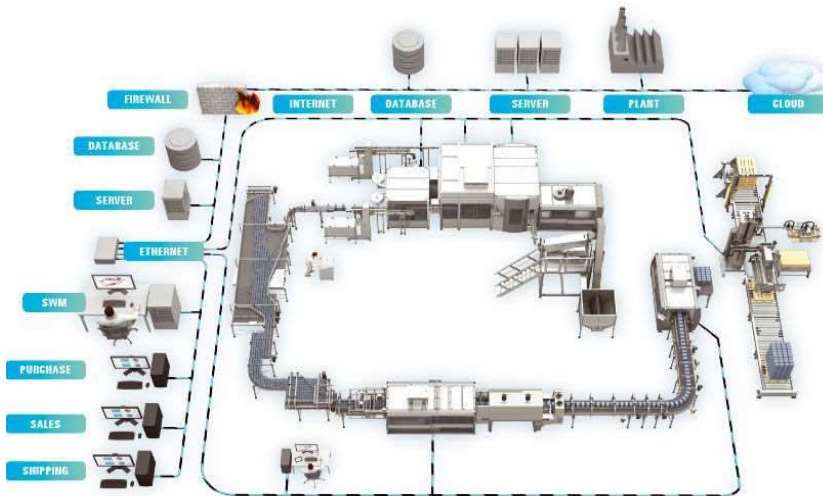 FIREWALL
INTERNET
DATABASE
SERVER
PLANT
CLOUD
DATABASE
SERVER
ETHERNET
SWM
PURCHASE
SALES
SHIPPING